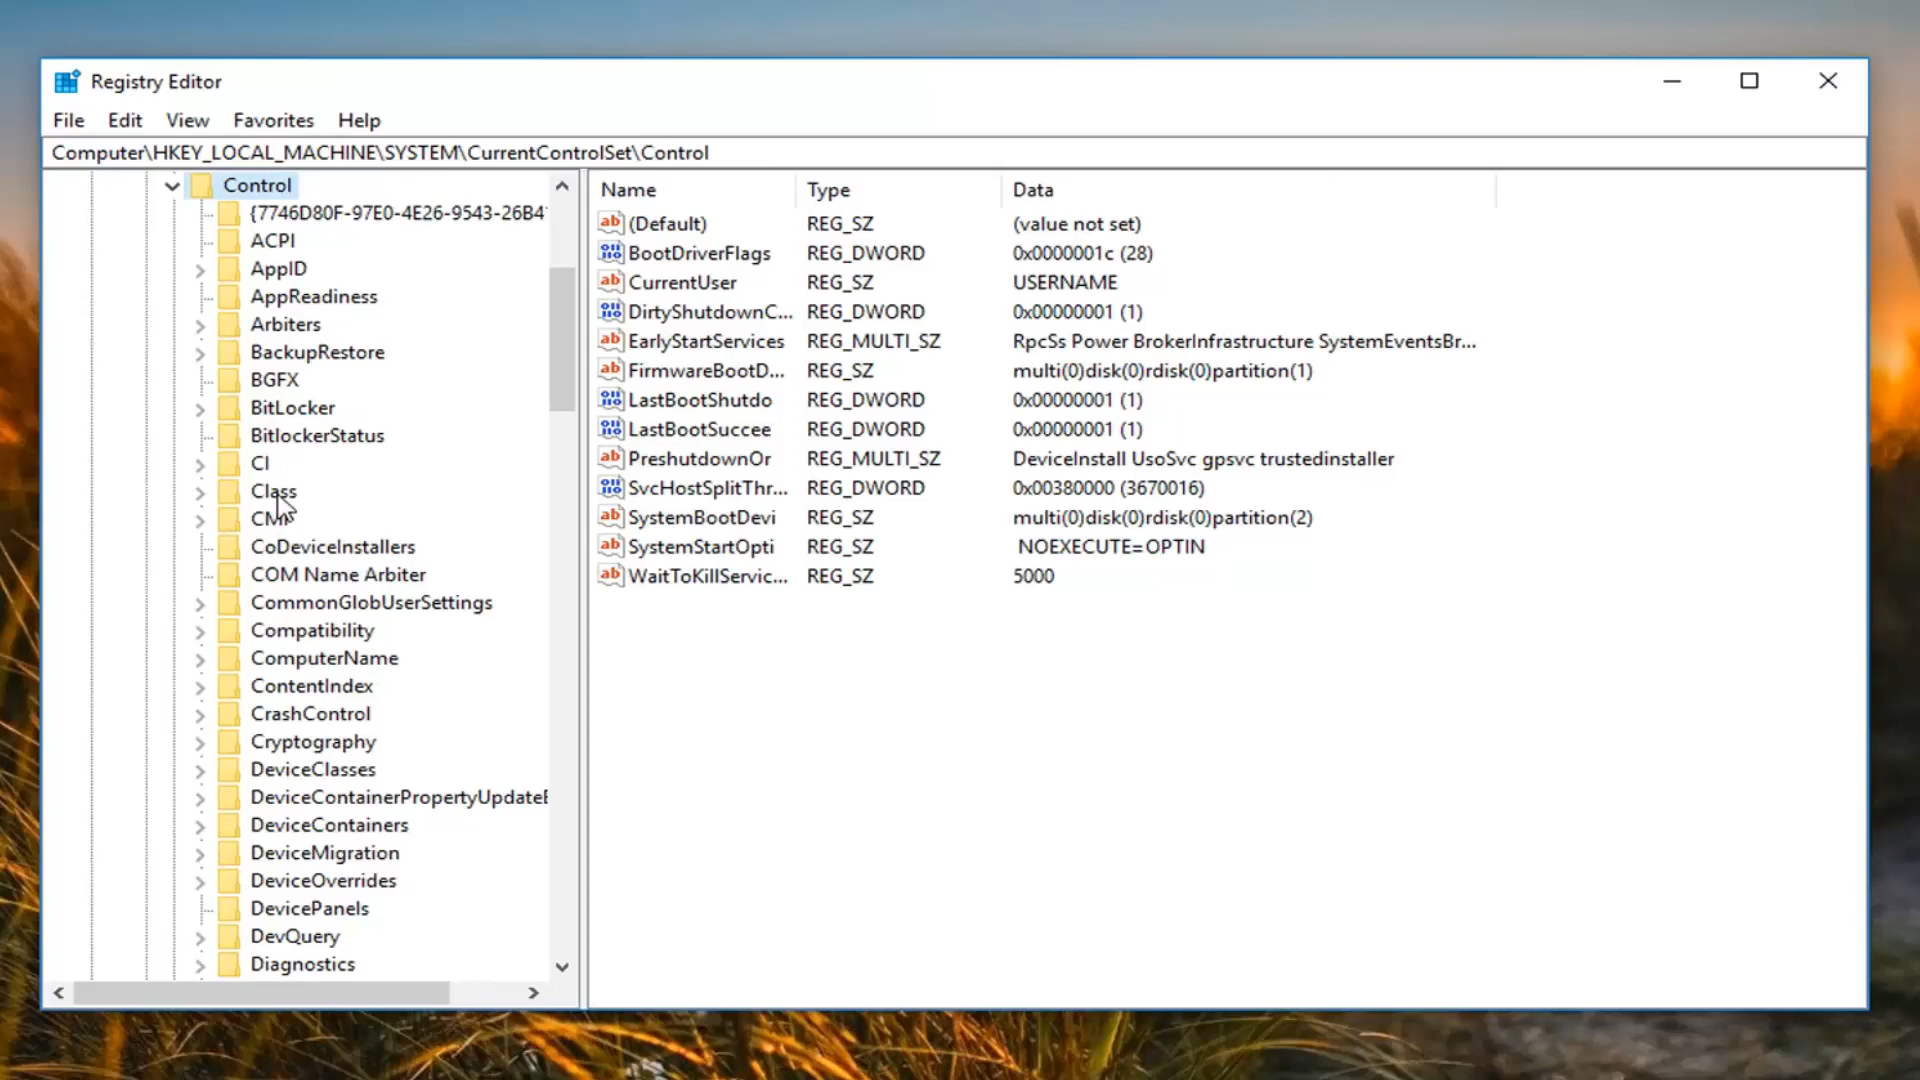 Registry Editor
File Edit View Favorites Help
Computer\HKEY_LOCAL_MACHINE\SYSTEM\CurrentControlSet\Control
Control
{7746D80F-97E0-4E26-9543-26B41
ACPI
AppID
AppReadiness
Arbiters
BackupRestore
BGFX
BitLocker
BitlockerStatus
CI
Class
CMF
CoDeviceInstallers
COM Name Arbiter
CommonGlobUserSettings
Compatibility
ComputerName
ContentIndex
CrashControl
Cryptography
DeviceClasses
DeviceContainerPropertyUpdateE
DeviceContainers
DeviceMigration
DeviceOverrides
DevicePanels
DevQuery
Diagnostics
Name Type Data
(Default) REG_SZ (value not set)
BootDriverFlags REG_DWORD 0x0000001c (28)
CurrentUser REG_SZ USERNAME
DirtyShutdownC... REG_DWORD 0x00000001 (1)
EarlyStartServices REG_MULTI_SZ RpcSs Power BrokerInfrastructure SystemEventsBr...
FirmwareBootD... REG_SZ multi(0)disk(0)rdisk(0)partition(1)
LastBootShutdo REG_DWORD 0x00000001 (1)
LastBootSuccee REG_DWORD 0x00000001 (1)
PreshutdownOr REG_MULTI_SZ DeviceInstall UsoSvc gpsvc trustedinstaller
SvcHostSplitThr... REG_DWORD 0x00380000 (3670016)
SystemBootDevi REG_SZ multi(0)disk(0)rdisk(0)partition(2)
SystemStartOpti REG_SZ NOEXECUTE=OPTIN
WaitToKillServic... REG_SZ 5000